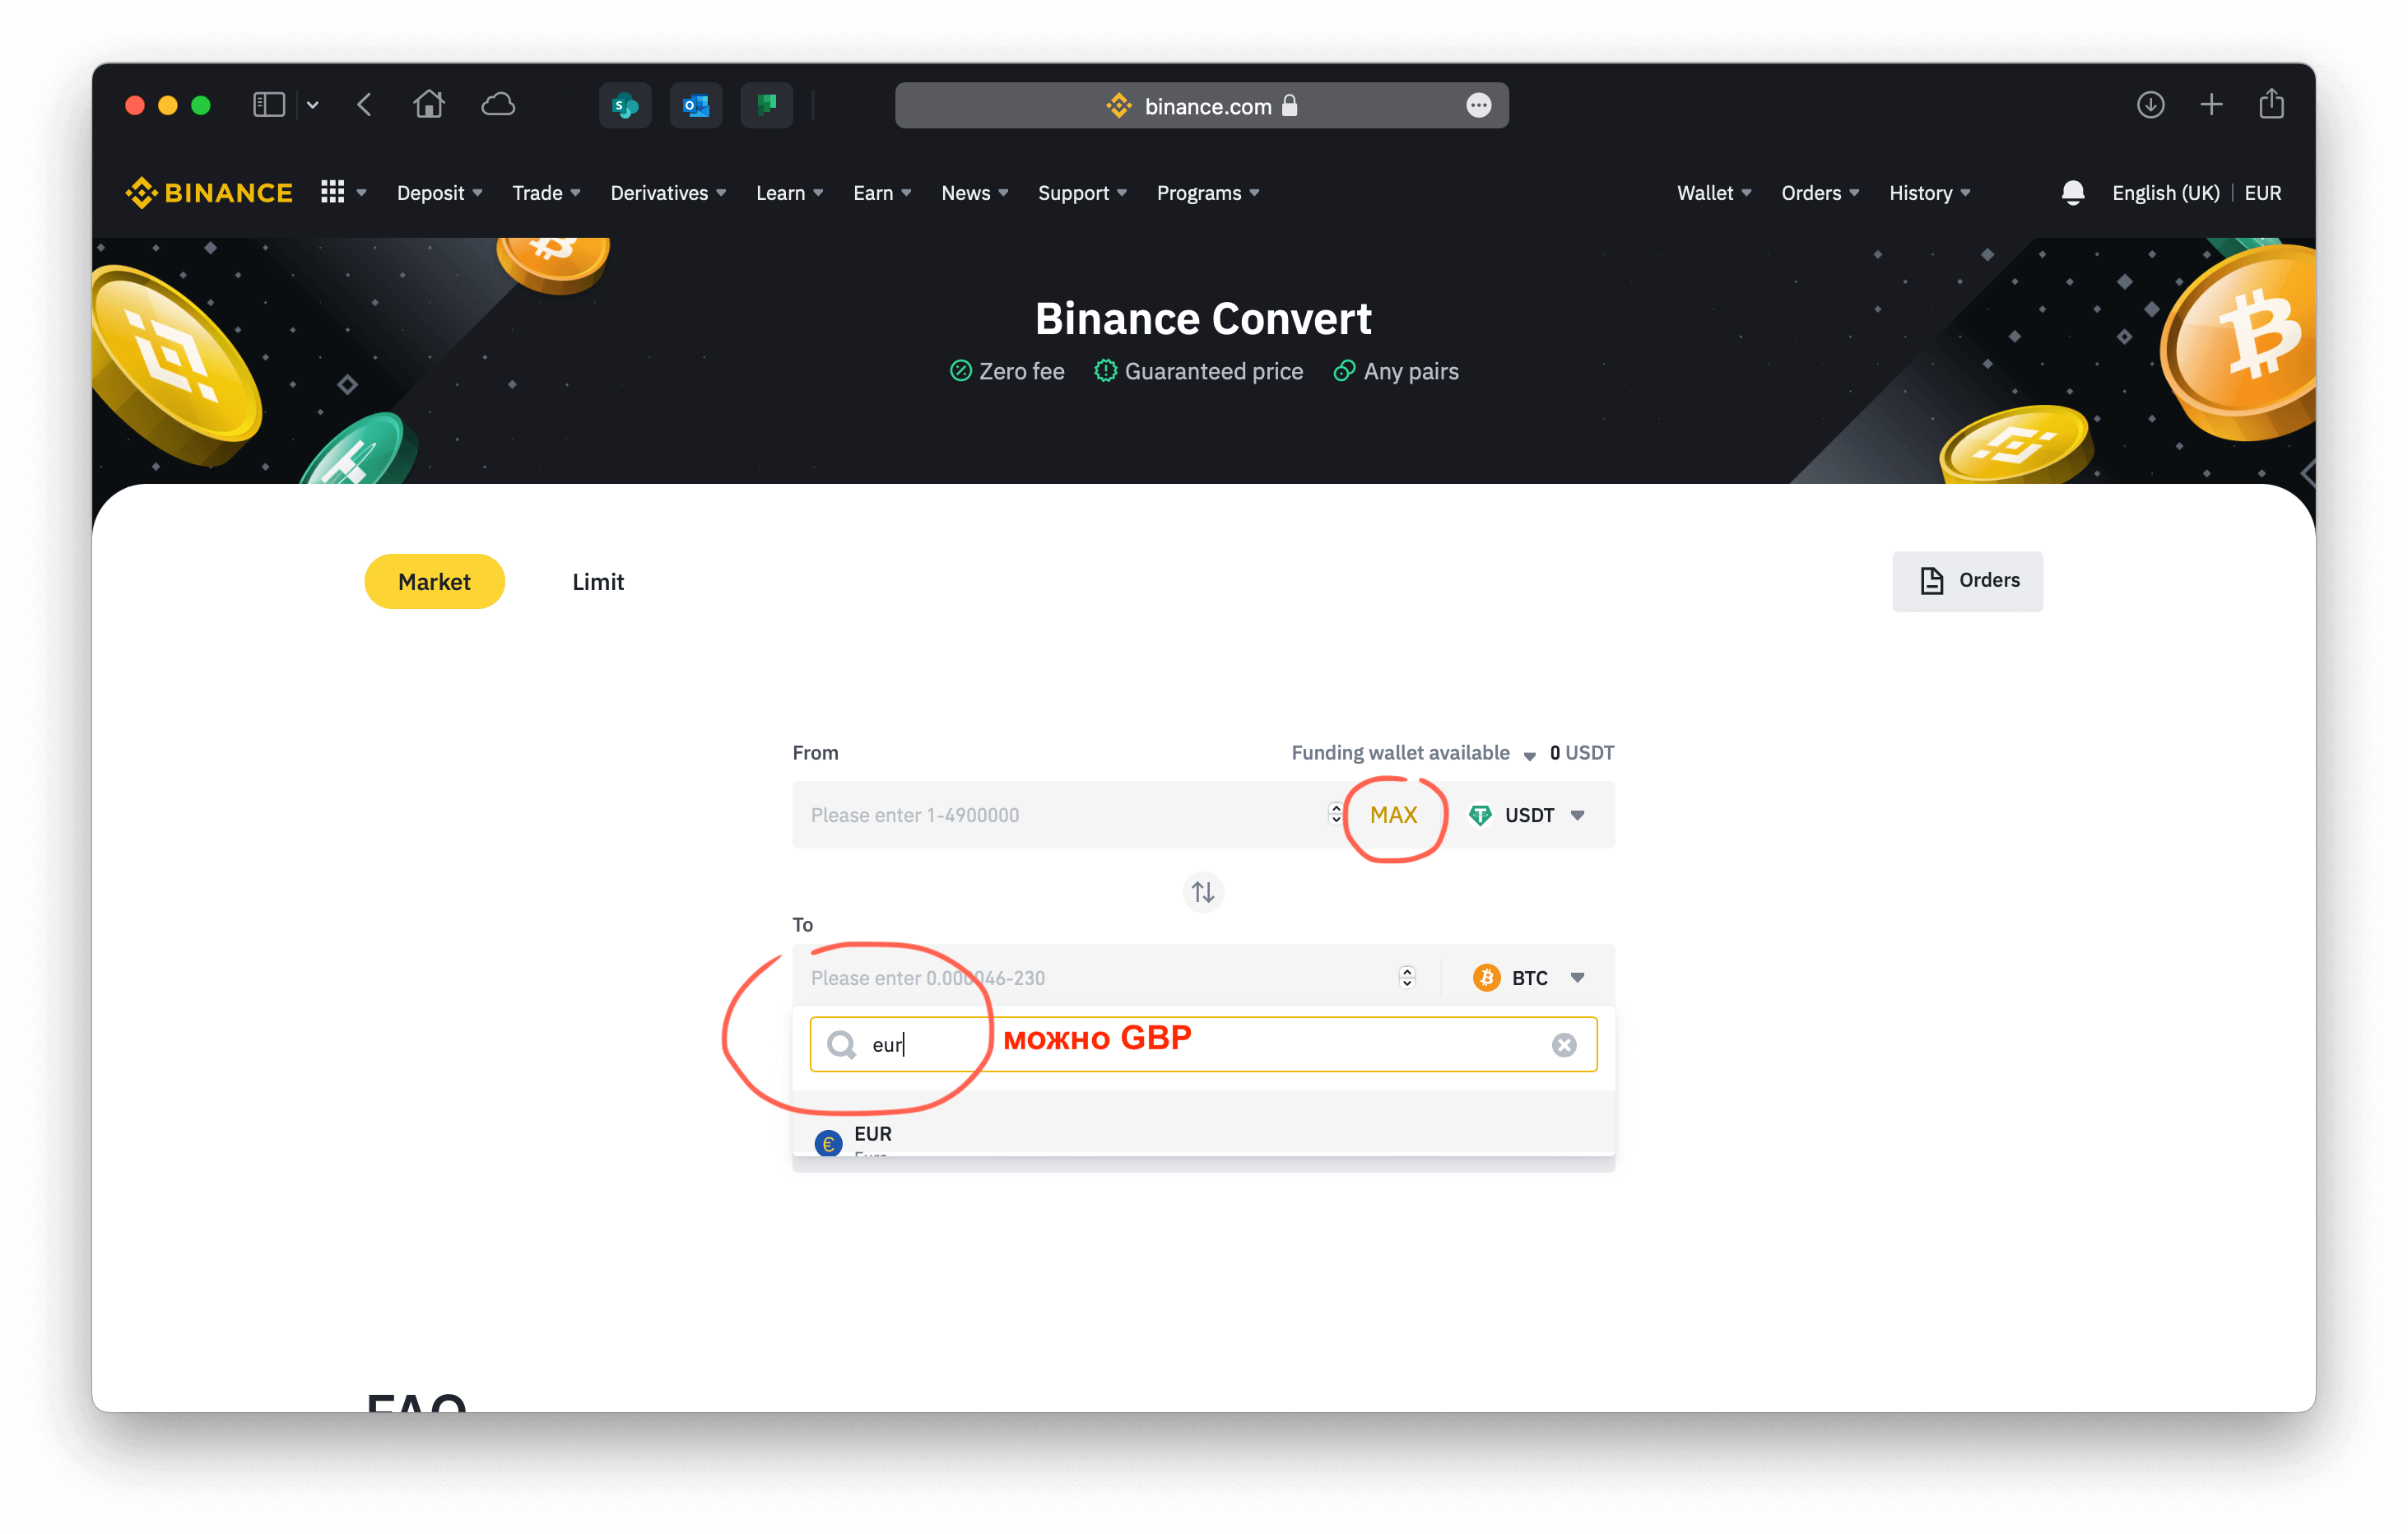 binance.com
BINANCE Deposit Trade Derivatives Learn Earn News Support Programs Wallet Orders History English (UK) | EUR
Binance Convert
Zero fee Guaranteed price Any pairs
Market Limit Orders
From Funding wallet available 0 USDT
Please enter 1-4900000 MAX USDT
To
Please enter 0.000046-230 BTC
eur можно GBP
EUR
Euro
FAQ